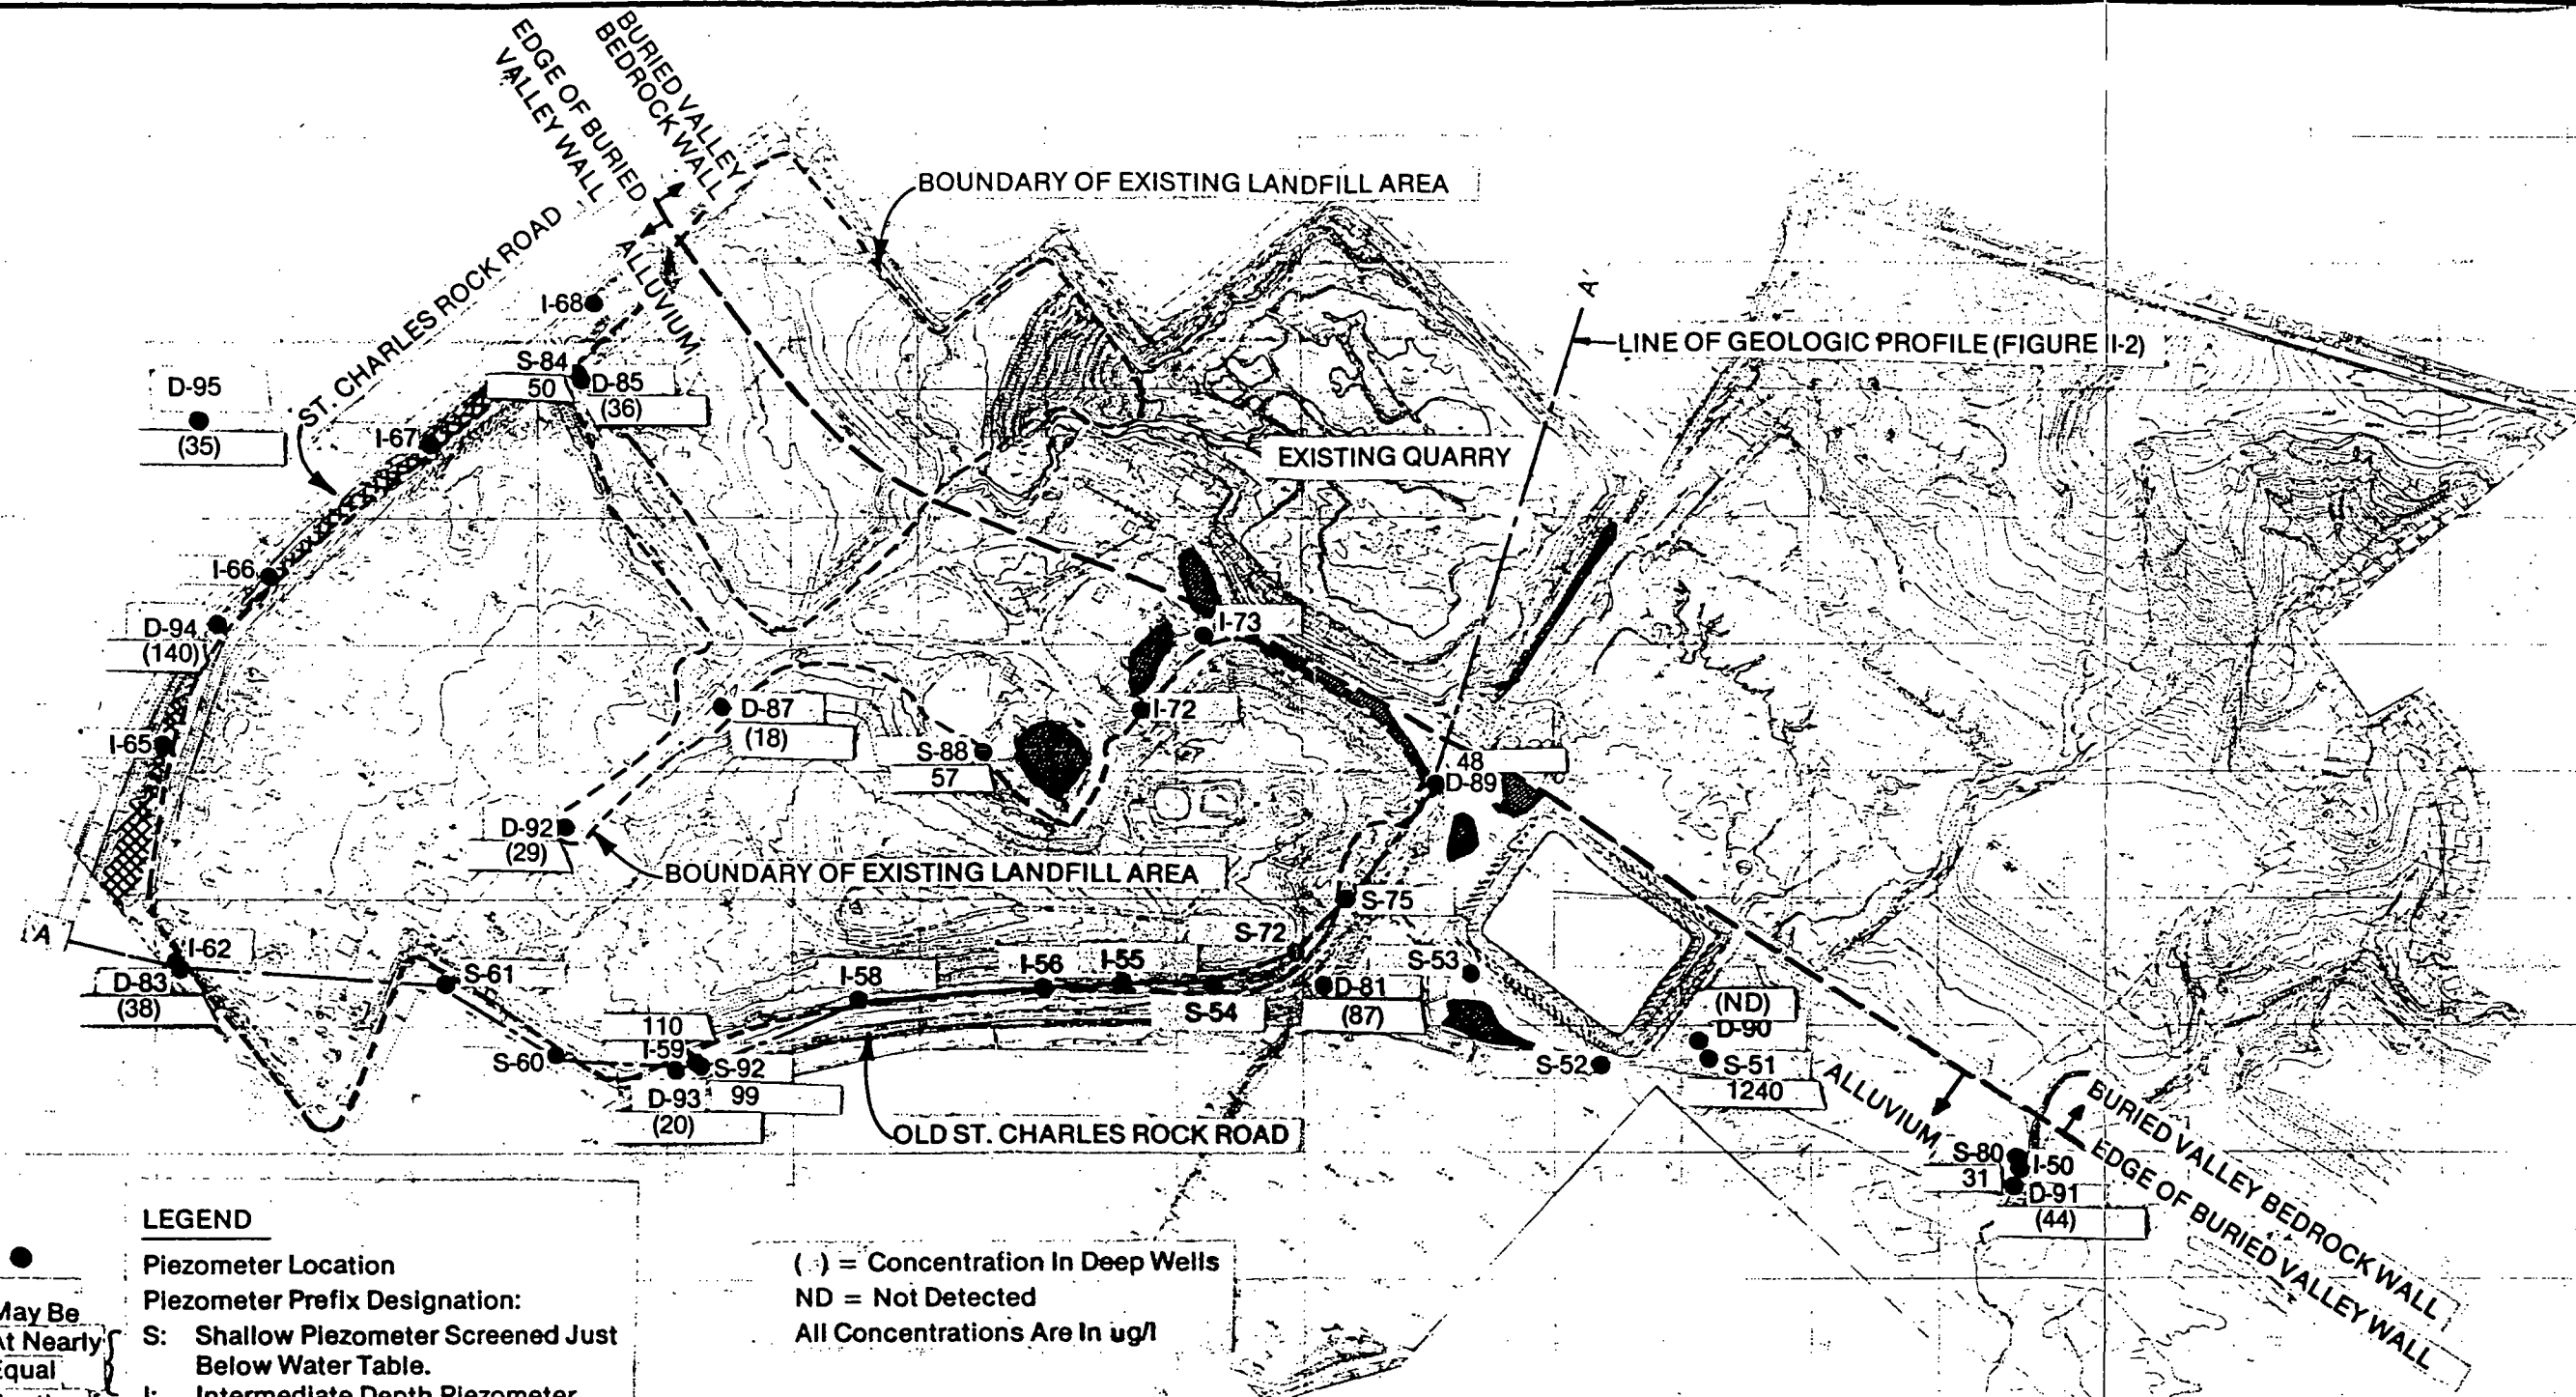 BURIED VALLEY
BEDROCK WALL
EDGE OF BURIED
VALLEY WALL
BOUNDARY OF EXISTING LANDFILL AREA
ST. CHARLES ROCK ROAD
ALLUVIUM
A'
LINE OF GEOLOGIC PROFILE (FIGURE II-2)
I-68
S-84
50
D-85
(36)
D-95
(35)
I-67
EXISTING QUARRY
I-66
D-94
(140)
I-73
I-65
D-87
(18)
I-72
S-88
57
48
D-89
D-92
(29)
BOUNDARY OF EXISTING LANDFILL AREA
S-75
A
I-62
D-83
(38)
S-61
S-72
I-58
I-56
I-55
S-54
S-53
D-81
(87)
(ND)
D-90
S-51
1240
S-52
S-60
110
I-59
S-92
99
D-93
(20)
OLD ST. CHARLES ROCK ROAD
ALLUVIUM
S-80
31
I-50
D-91
(44)
BURIED VALLEY BEDROCK WALL
EDGE OF BURIED VALLEY WALL
LEGEND
Piezometer Location
Piezometer Prefix Designation:
S: Shallow Piezometer Screened Just
Below Water Table.
I: Intermediate Depth Piezometer
May Be
At Nearly
Equal
( ) = Concentration In Deep Wells
ND = Not Detected
All Concentrations Are In ug/l